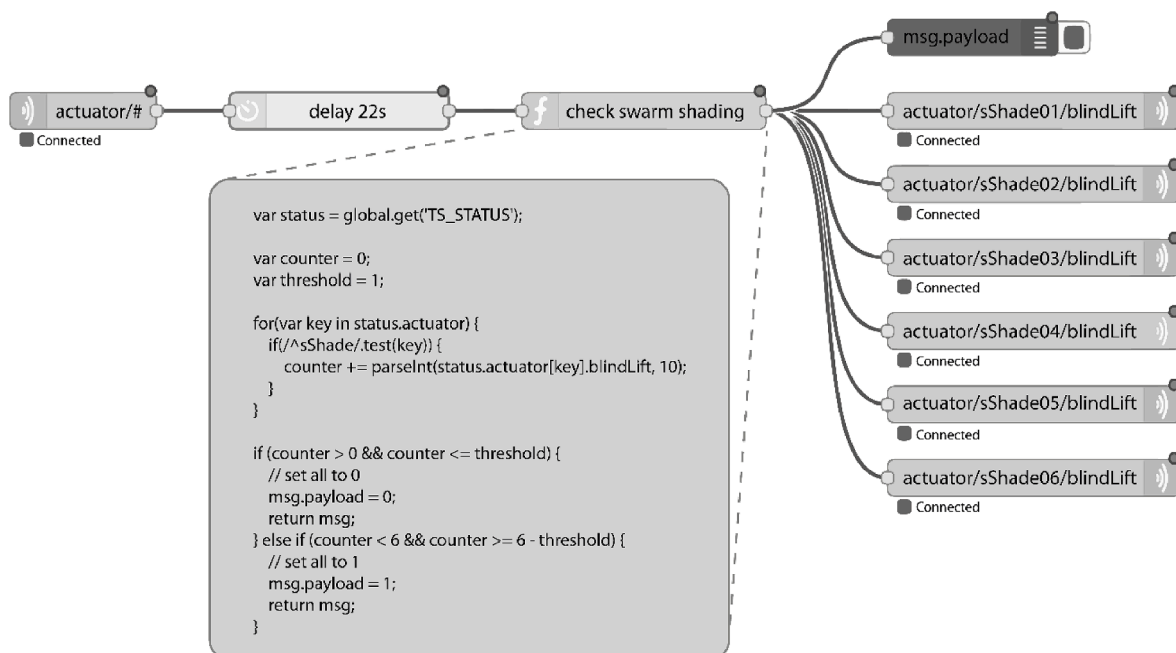 msg.payload
actuator/#
Connected
delay 22s
check swarm shading
actuator/sShade01/blindLift
Connected
actuator/sShade02/blindLift
Connected
actuator/sShade03/blindLift
Connected
actuator/sShade04/blindLift
Connected
actuator/sShade05/blindLift
Connected
actuator/sShade06/blindLift
Connected
var status = global.get('TS_STATUS');
var counter = 0;
var threshold = 1;
for(var key in status.actuator) {
if(/^sShade/.test(key)) {
counter += parseInt(status.actuator[key].blindLift, 10);
}
}
if (counter > 0 && counter <= threshold) {
// set all to 0
msg.payload = 0;
return msg;
} else if (counter < 6 && counter >= 6 - threshold) {
// set all to 1
msg.payload = 1;
return msg;
}